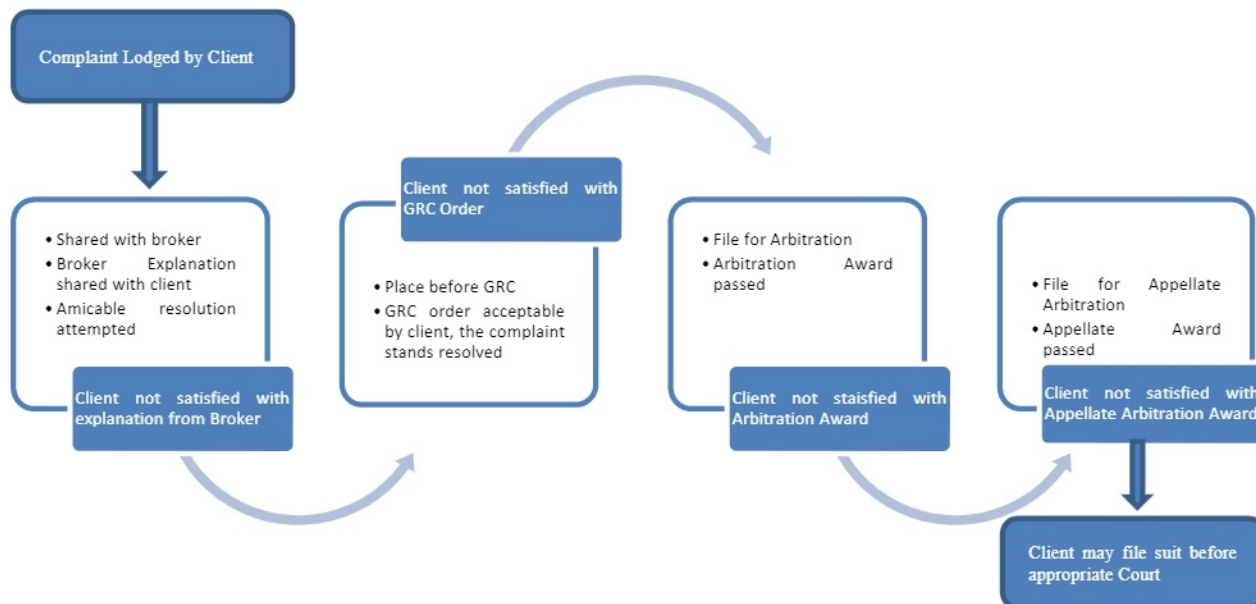 Complaint Lodged by Client
• Shared with broker
• Broker Explanation
shared with client
• Amicable resolution
attempted
Client not satisfied with
explanation from Broker
Client not satisfied with
GRC Order
• Place before GRC
• GRC order acceptable
by client, the complaint
stands resolved
• File for Arbitration
• Arbitration Award
passed
Client not staisfied with
Arbitration Award
• File for Appellate
Arbitration
• Appellate Award
passed
Client not satisfied with
Appellate Arbitration Award
Client may file suit before
appropriate Court